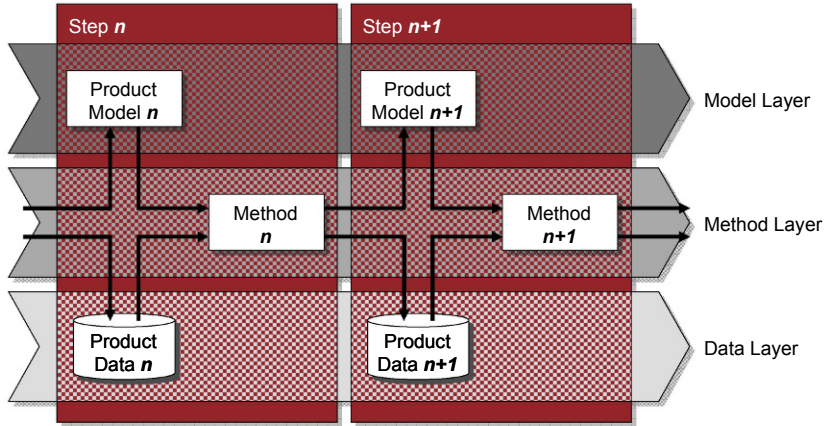 Step n
Step n+1
Product
Model n
Product
Model n+1
Model Layer
Method
n
Method
n+1
Method Layer
Product
Data n
Product
Data n+1
Data Layer